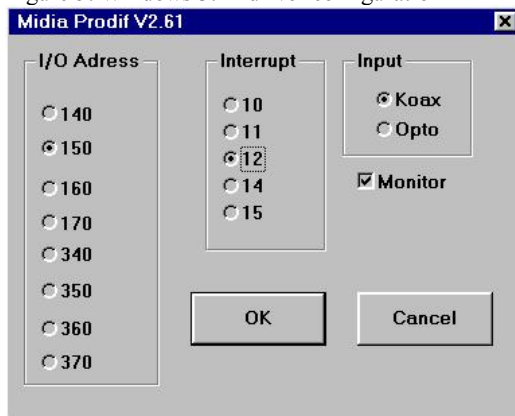 Midia Prodif V2.61
I/O Adress
140
150
160
170
340
350
360
370
Interrupt
10
11
12
14
15
Input
Koax
Opto
Monitor
OK
Cancel